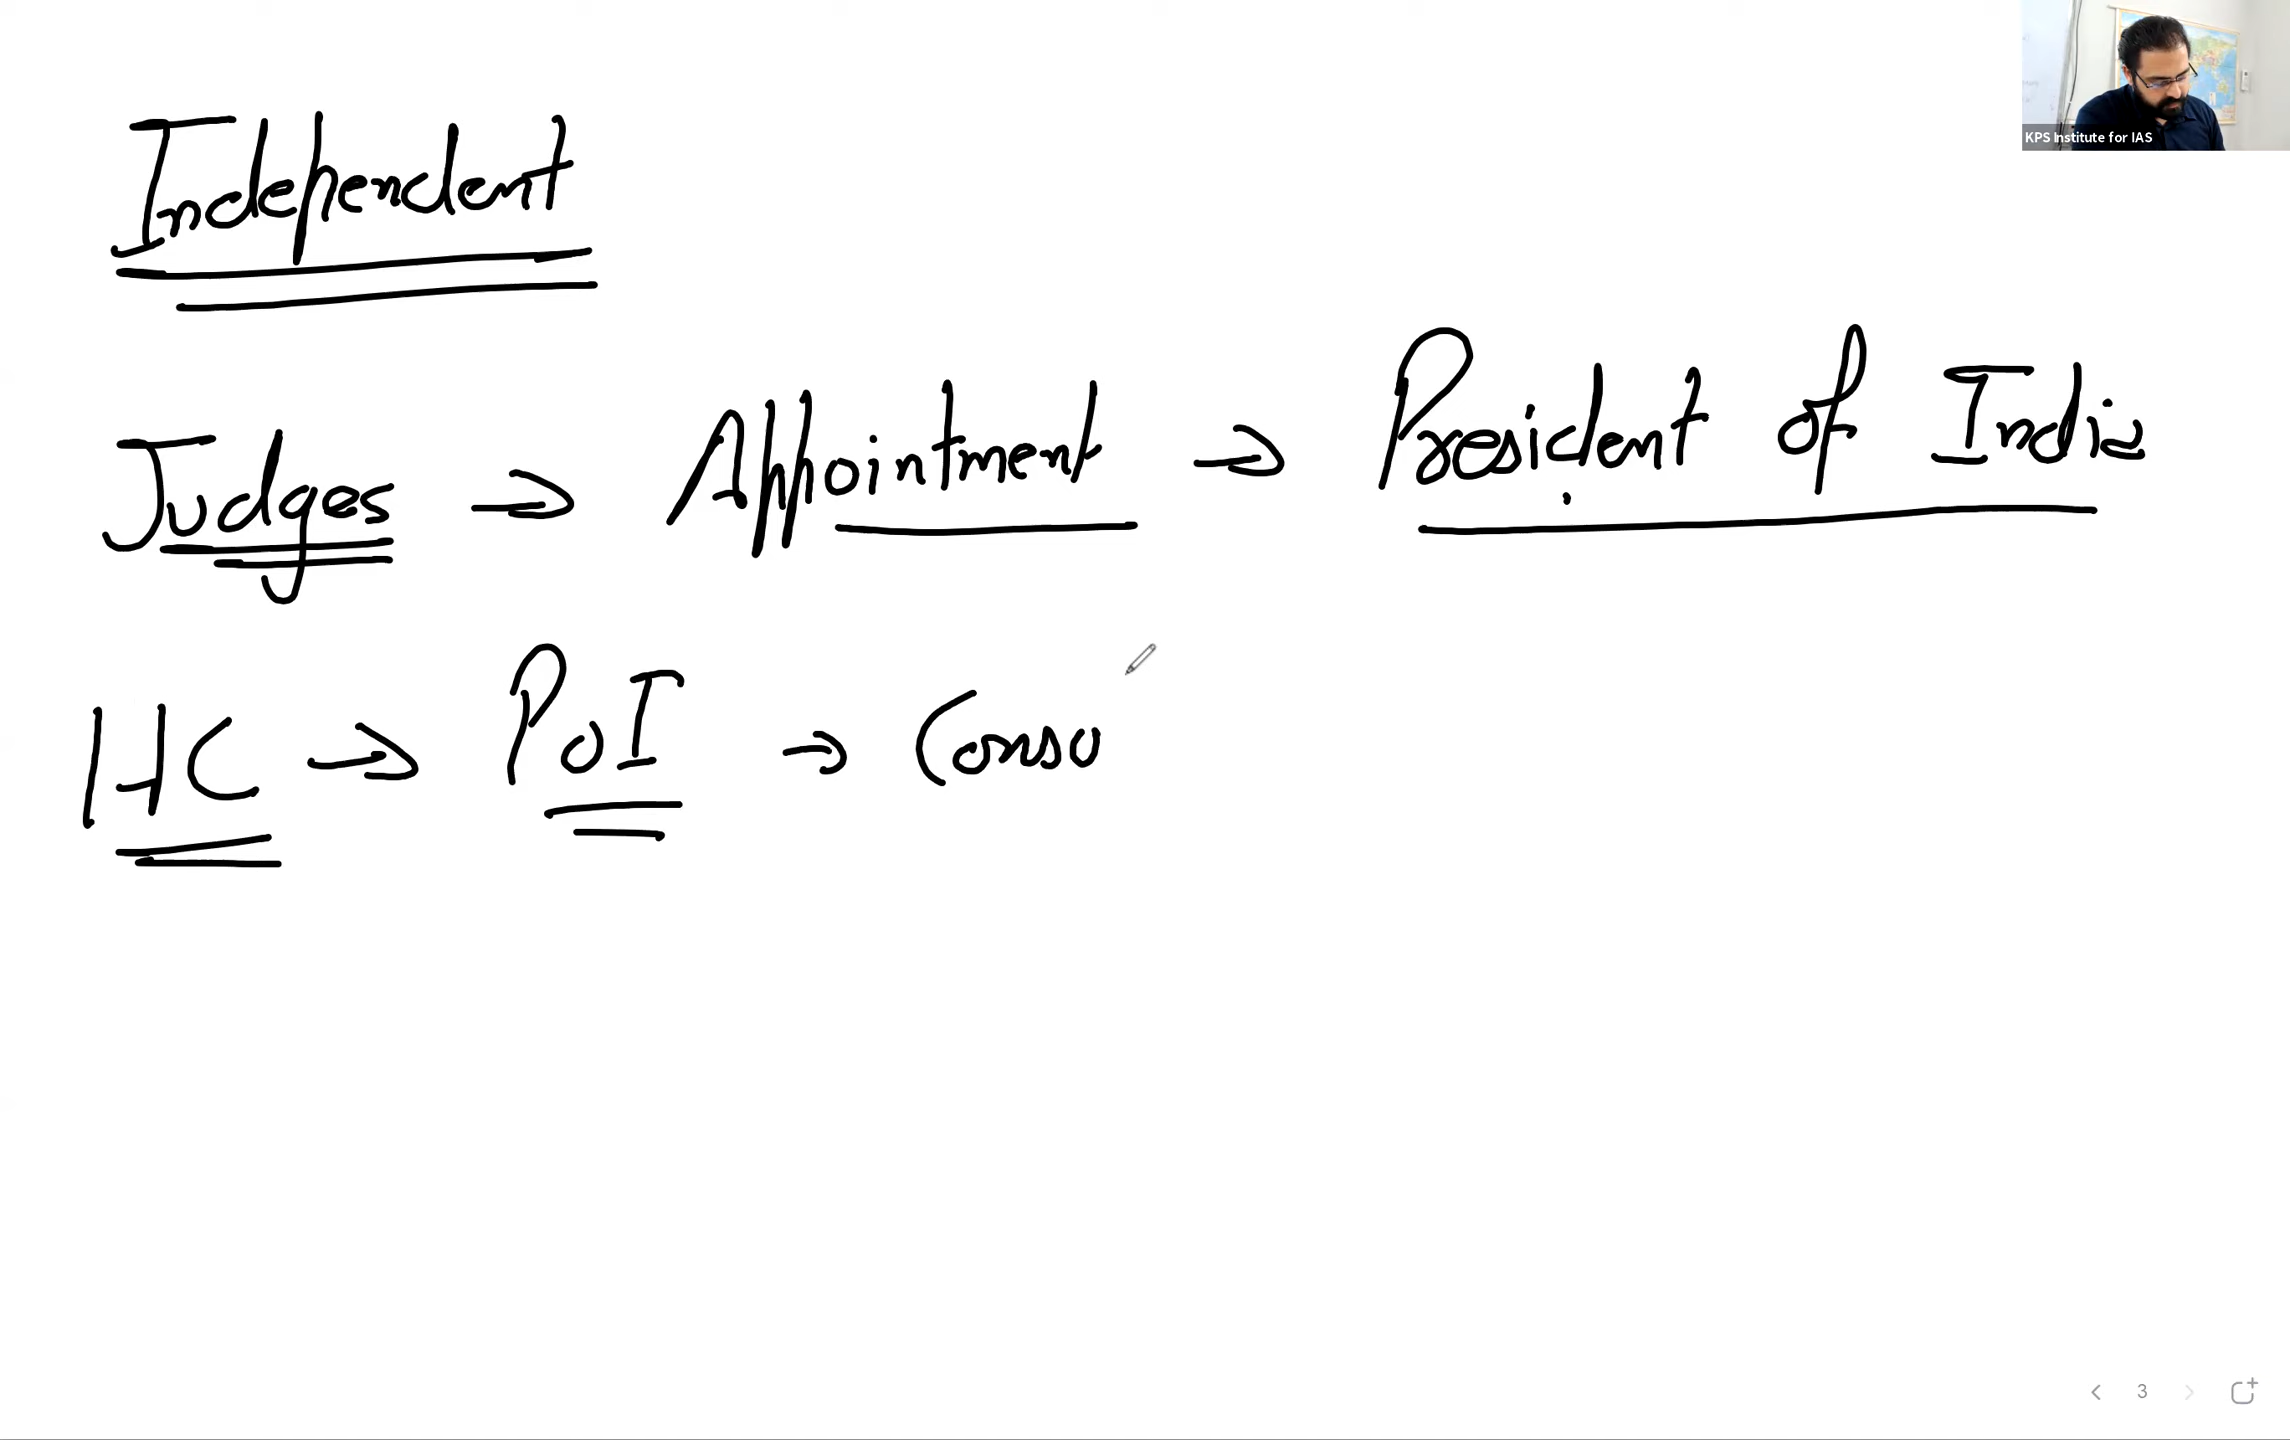 KPS Institute for IAS
Independent
Judges → Appointment → President of India
HC → PoI → Consu
3